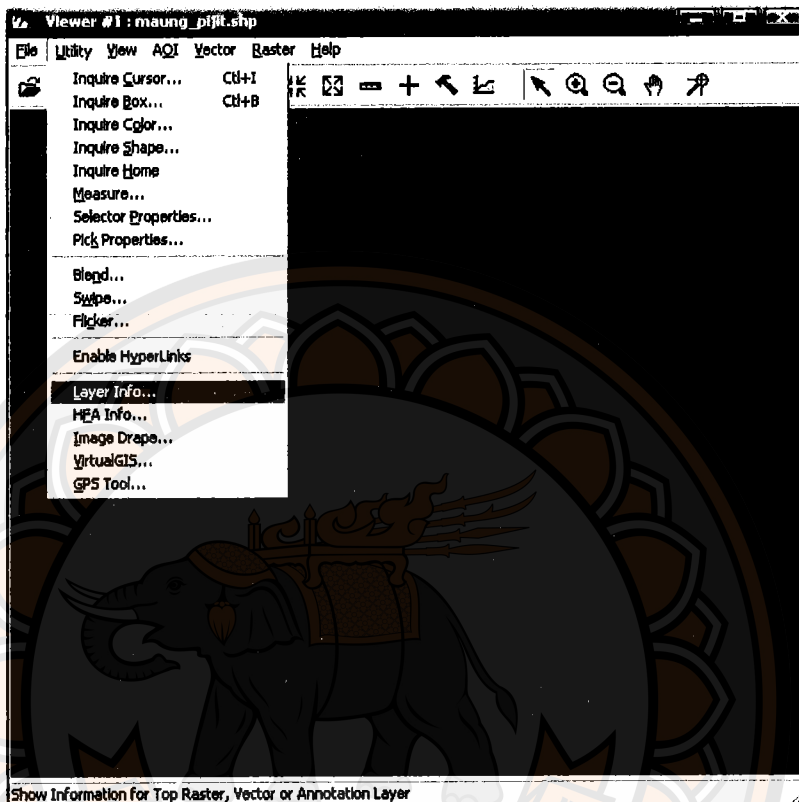 Viewer #1 : maung_pijit.shp
File Utility View AOI Vector Raster Help
Inquire Cursor... Ctl+I
Inquire Box... Ctl+B
Inquire Color...
Inquire Shape...
Inquire Home
Measure...
Selector Properties...
Pick Properties...
Blend...
Swipe...
Flicker...
Enable HyperLinks
Layer Info...
HFA Info...
Image Drape...
VirtualGIS...
GPS Tool...
Show Information for Top Raster, Vector or Annotation Layer